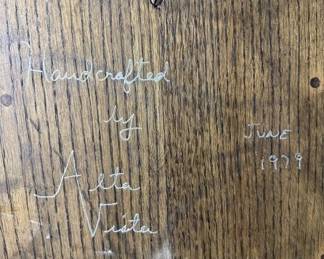 Handcrafted
by
Alta
Vista
JUNE
1979